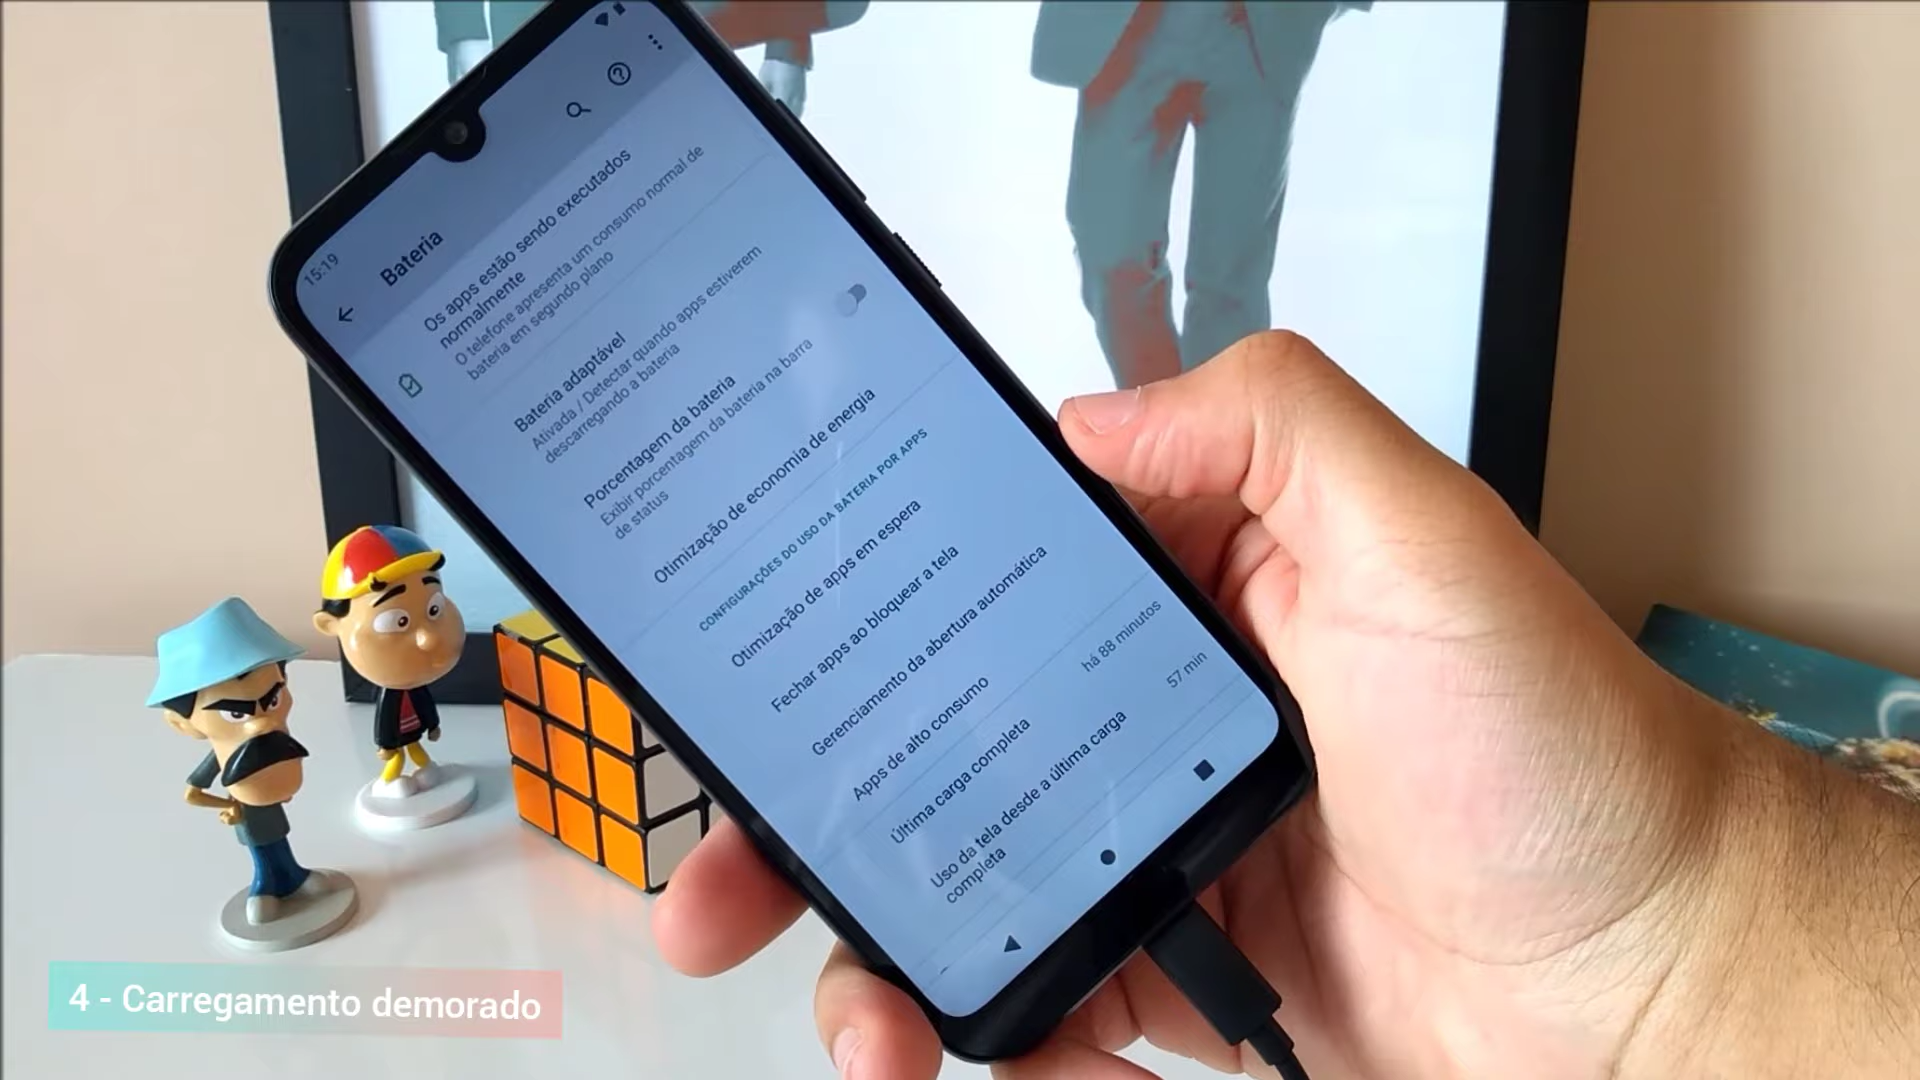 15:19
Bateria
Os apps estão sendo executados
normalmente
O telefone apresenta um consumo normal de
bateria em segundo plano
Bateria adaptável
Ativada / Detectar quando apps estiverem
descarregando a bateria
Porcentagem da bateria
Exibir porcentagem da bateria na barra
de status
Otimização de economia de energia
CONFIGURAÇÕES DO USO DA BATERIA POR APPS
Otimização de apps em espera
Fechar apps ao bloquear a tela
Gerenciamento da abertura automática
Apps de alto consumo
Última carga completa
há 88 minutos
Uso da tela desde a última carga
completa
57 min
4 - Carregamento demorado